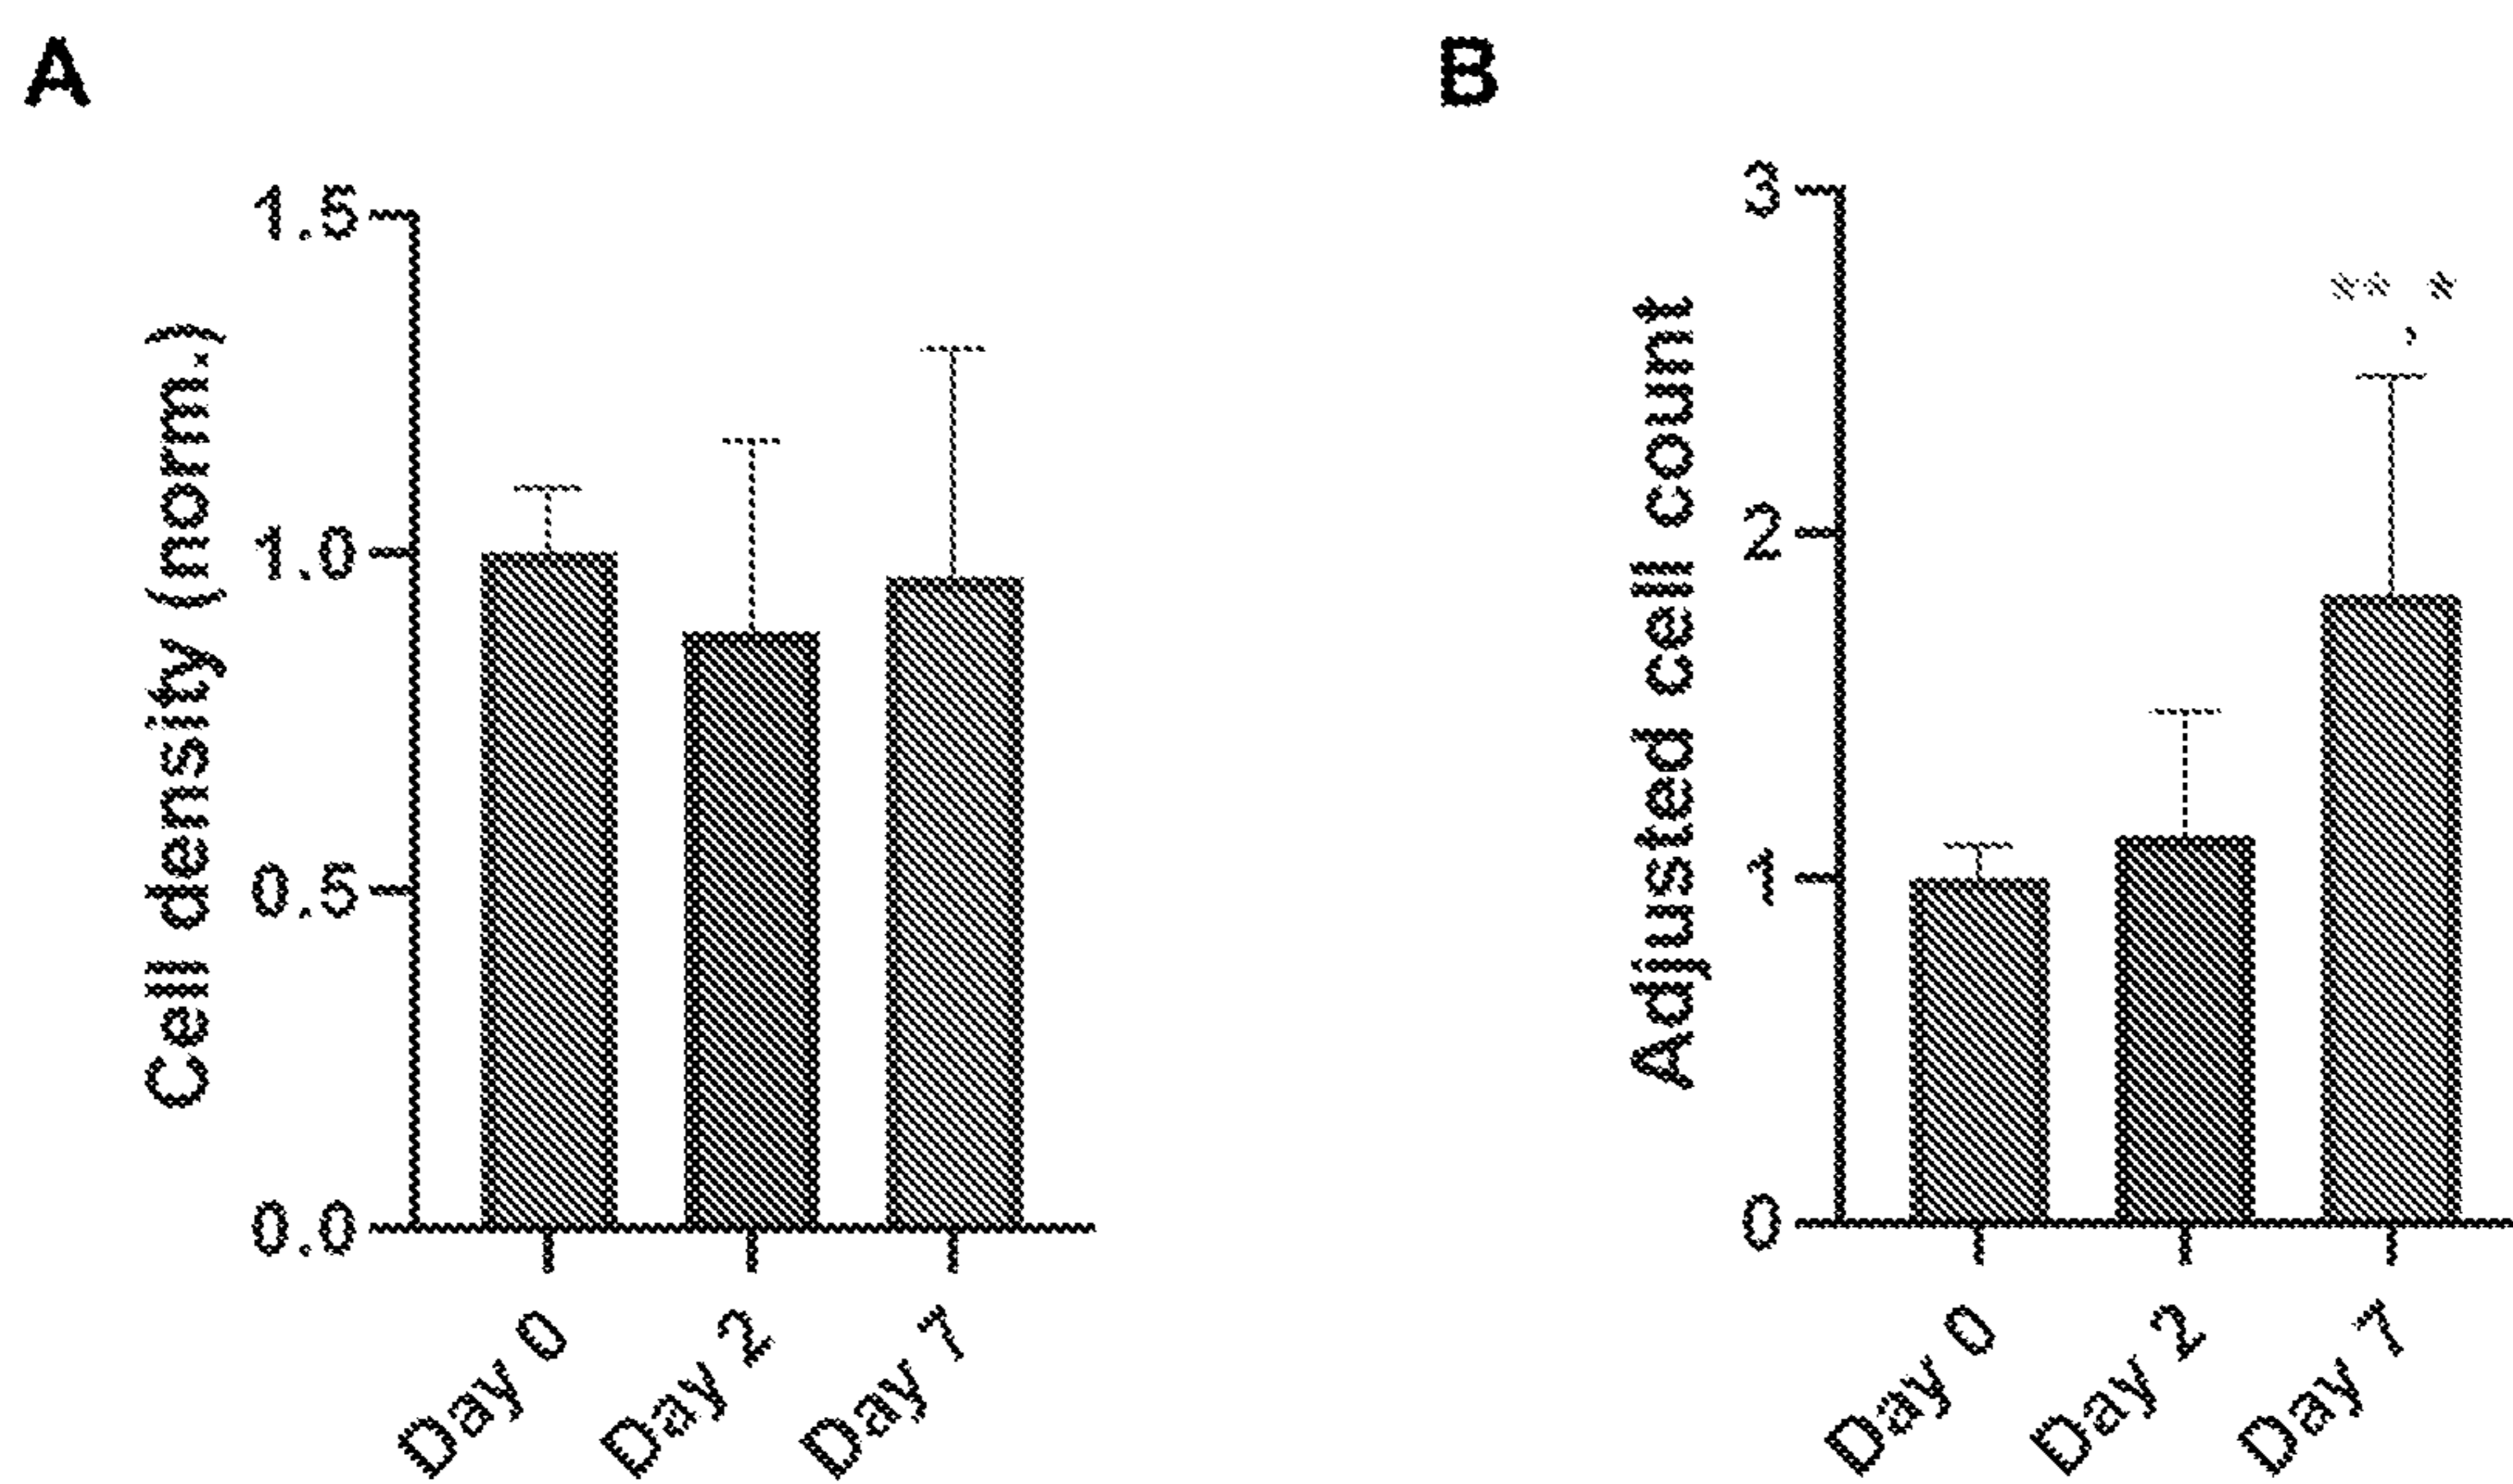 A
Cell density (norm.)
1.5
1.0
0.5
0.0
Day 0
Day 2
Day 7
B
Adjusted cell count
3
2
1
0
** *
,
Day 0
Day 2
Day 7